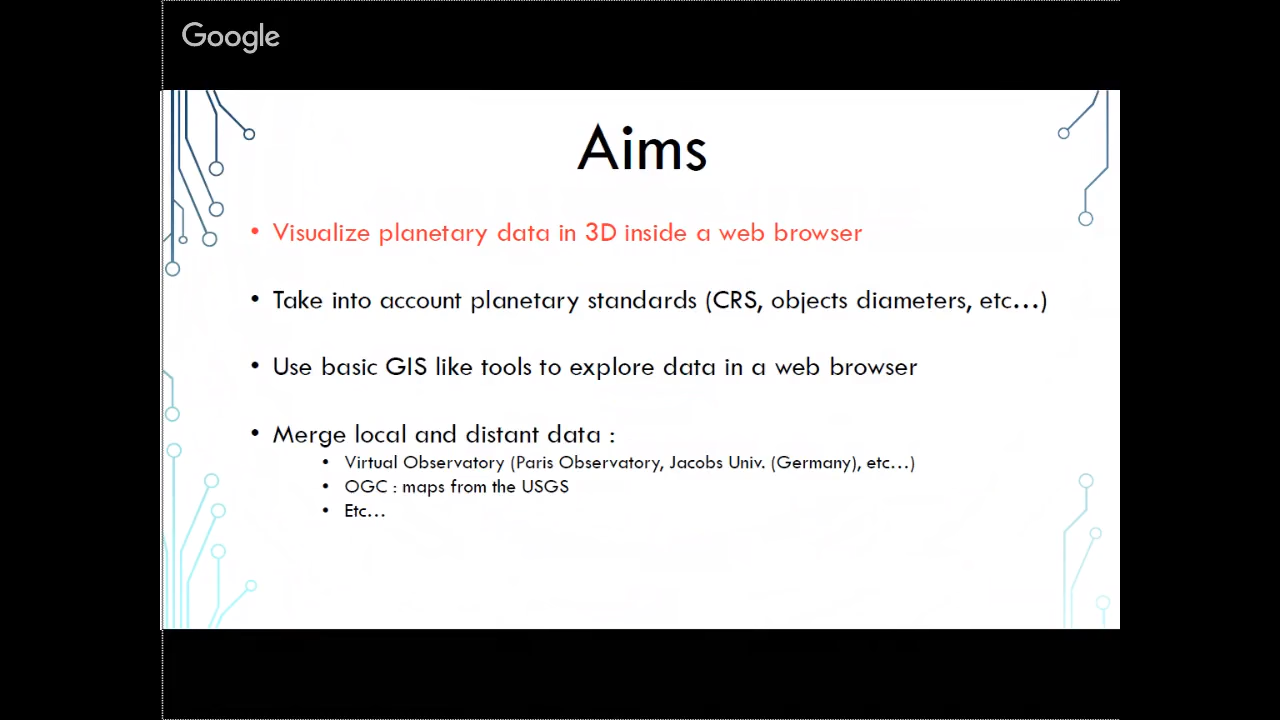 Google
Aims
• Visualize planetary data in 3D inside a web browser
• Take into account planetary standards (CRS, objects diameters, etc…)
• Use basic GIS like tools to explore data in a web browser
• Merge local and distant data :
• Virtual Observatory (Paris Observatory, Jacobs Univ. (Germany), etc…)
• OGC : maps from the USGS
• Etc…